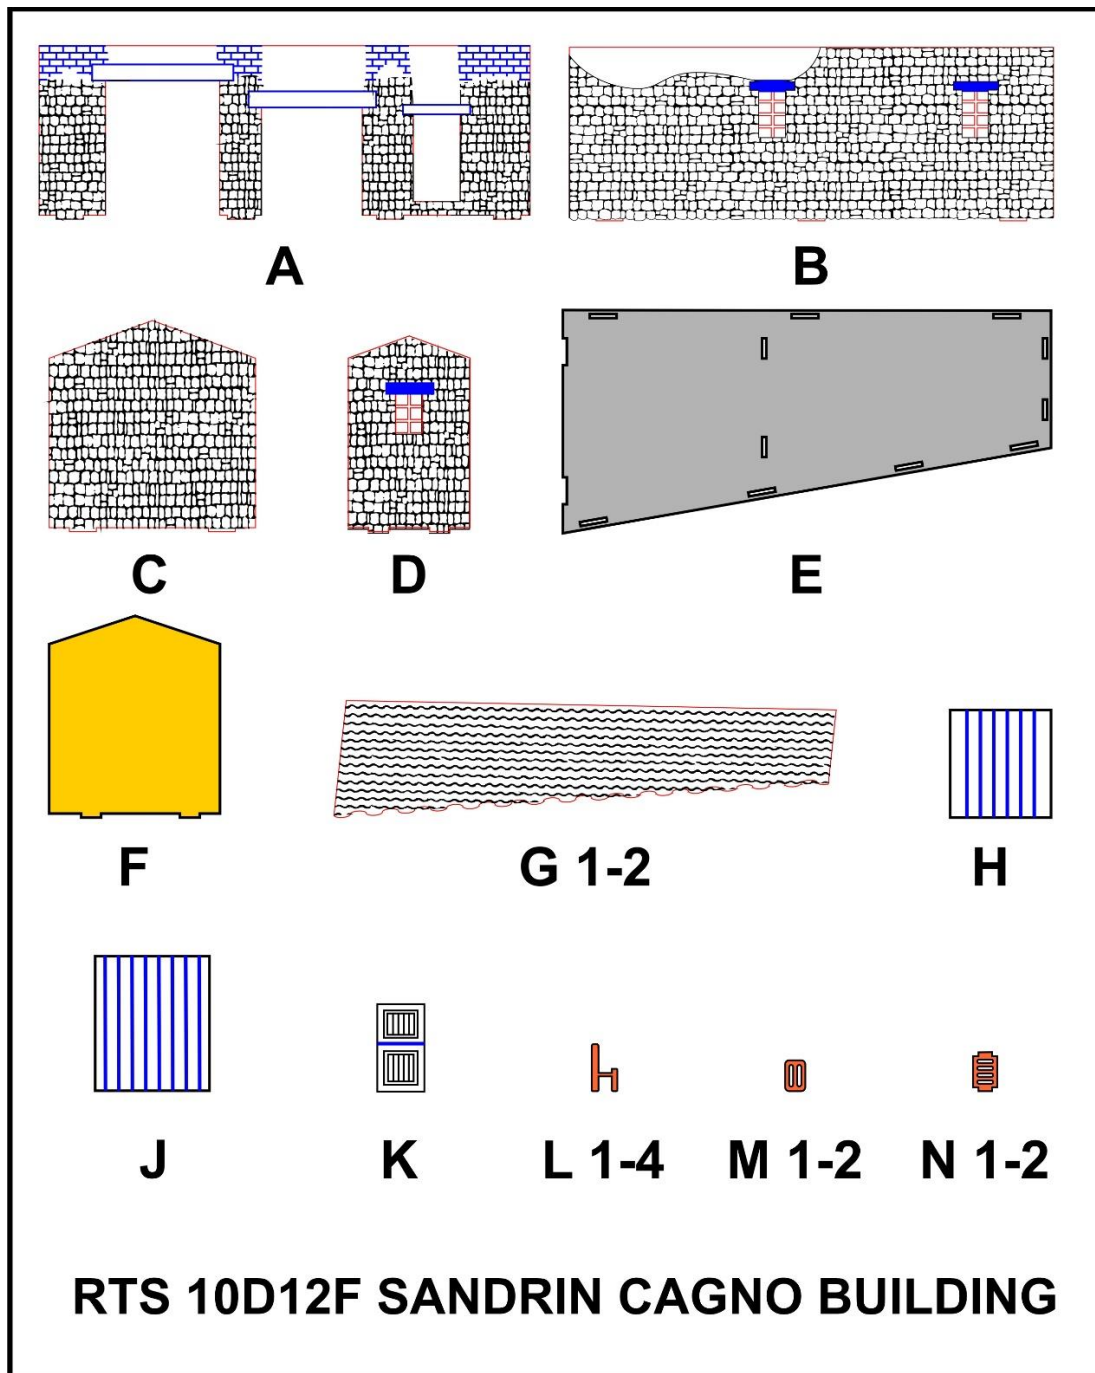 A B
C D E
F G 1-2 H
J K L 1-4 M 1-2 N 1-2
RTS 10D12F SANDRIN CAGNO BUILDING